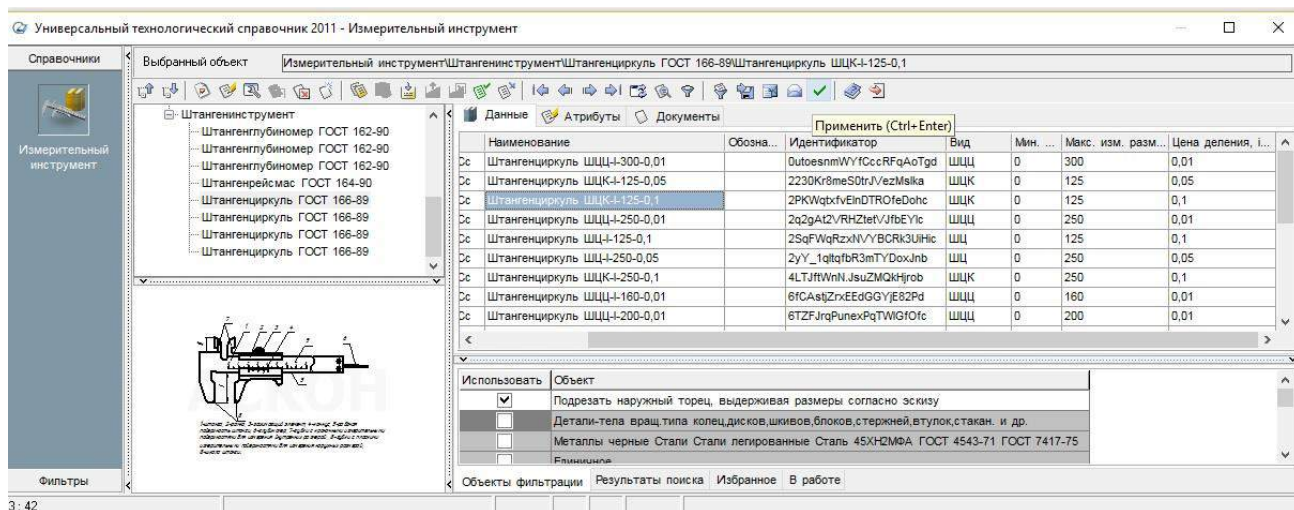 Универсальный технологический справочник 2011 - Измерительный инструмент
Справочники
Измерительный инструмент
Фильтры
Выбранный объект Измерительный инструмент\Штангенинструмент\Штангенциркуль ГОСТ 166-89\Штангенциркуль ШЦК-I-125-0,1
Штангенинструмент
Штангенглубиномер ГОСТ 162-90
Штангенглубиномер ГОСТ 162-90
Штангенглубиномер ГОСТ 162-90
Штангенрейсмас ГОСТ 164-90
Штангенциркуль ГОСТ 166-89
Штангенциркуль ГОСТ 166-89
Штангенциркуль ГОСТ 166-89
Штангенциркуль ГОСТ 166-89
АСКОН
Данные Атрибуты Документы
Применить (Ctrl+Enter)
Наименование Обозна... Идентификатор Вид Мин. ... Макс. изм. разм... Цена деления, і...
Сс Штангенциркуль ШЦЦ-I-300-0,01 0utoesnmWYfCccRFqAoTgd ШЦЦ 0 300 0,01
Сс Штангенциркуль ШЦК-I-125-0,05 ШЦК 0 125 0,05
Сс Штангенциркуль ШЦК-I-125-0,1 ШЦК 0 125 0,1
Сс Штангенциркуль ШЦЦ-I-250-0,01 ШЦЦ 0 250 0,01
Сс Штангенциркуль ШЦ-I-125-0,1 ШЦ 0 125 0,1
Сс Штангенциркуль ШЦ-I-250-0,05 ШЦ 0 250 0,05
Сс Штангенциркуль ШЦК-I-250-0,1 ШЦК 0 250 0,1
Сс Штангенциркуль ШЦЦ-I-160-0,01 6fCAstjZrxEEdGGYjE82Pd ШЦЦ 0 160 0,01
Сс Штангенциркуль ШЦЦ-I-200-0,01 ШЦЦ 0 200 0,01
Использовать Объект
Подрезать наружный торец, выдерживая размеры согласно эскизу
Детали-тела вращ.типа колец,дисков,шкивов,блоков,стержней,втулок,стакан. и др.
Металлы черные Стали Стали легированные Сталь 45ХН2МФА ГОСТ 4543-71 ГОСТ 7417-75
Единичное
Объекты фильтрации Результаты поиска Избранное В работе
3 : 42